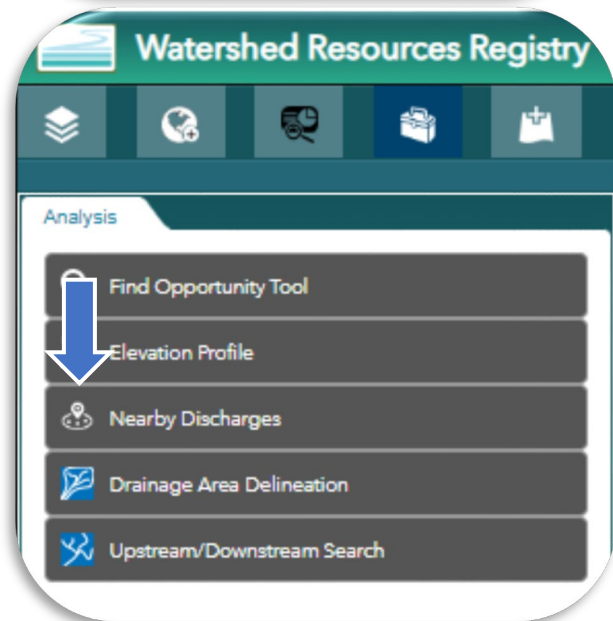 Watershed Resources Registry
Analysis
Find Opportunity Tool
Elevation Profile
Nearby Discharges
Drainage Area Delineation
Upstream/Downstream Search